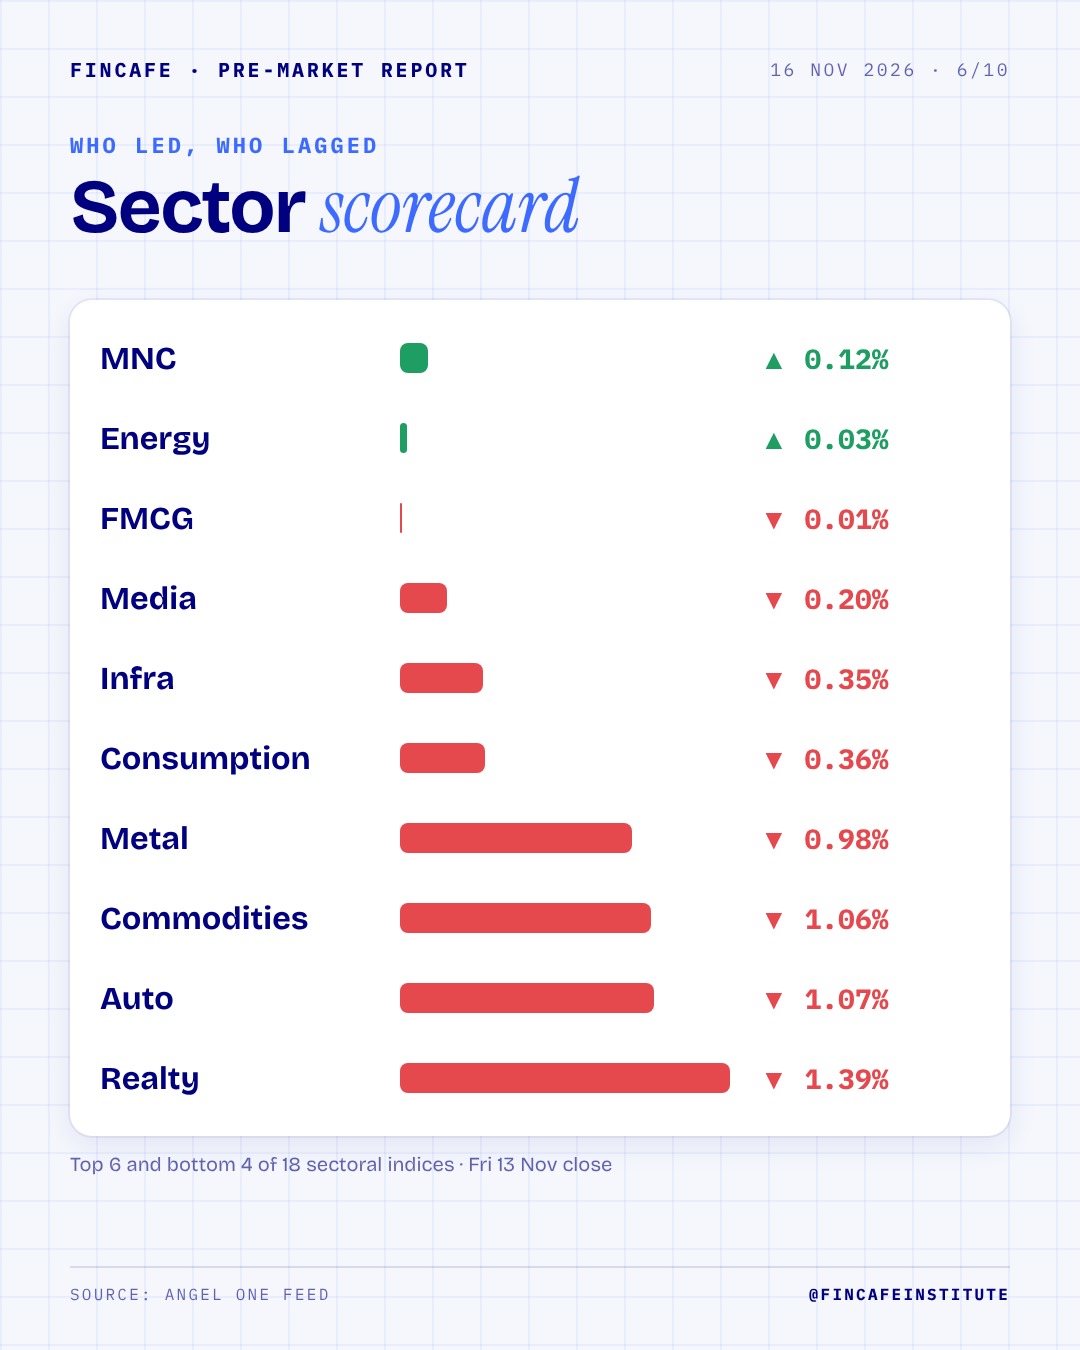 FINCAFE · PRE-MARKET REPORT
16 NOV 2026 · 6/10
WHO LED, WHO LAGGED
Sector scorecard
MNC ▲ 0.12%
Energy ▲ 0.03%
FMCG ▼ 0.01%
Media ▼ 0.20%
Infra ▼ 0.35%
Consumption ▼ 0.36%
Metal ▼ 0.98%
Commodities ▼ 1.06%
Auto ▼ 1.07%
Realty ▼ 1.39%
Top 6 and bottom 4 of 18 sectoral indices · Fri 13 Nov close
SOURCE: ANGEL ONE FEED
@FINCAFEINSTITUTE